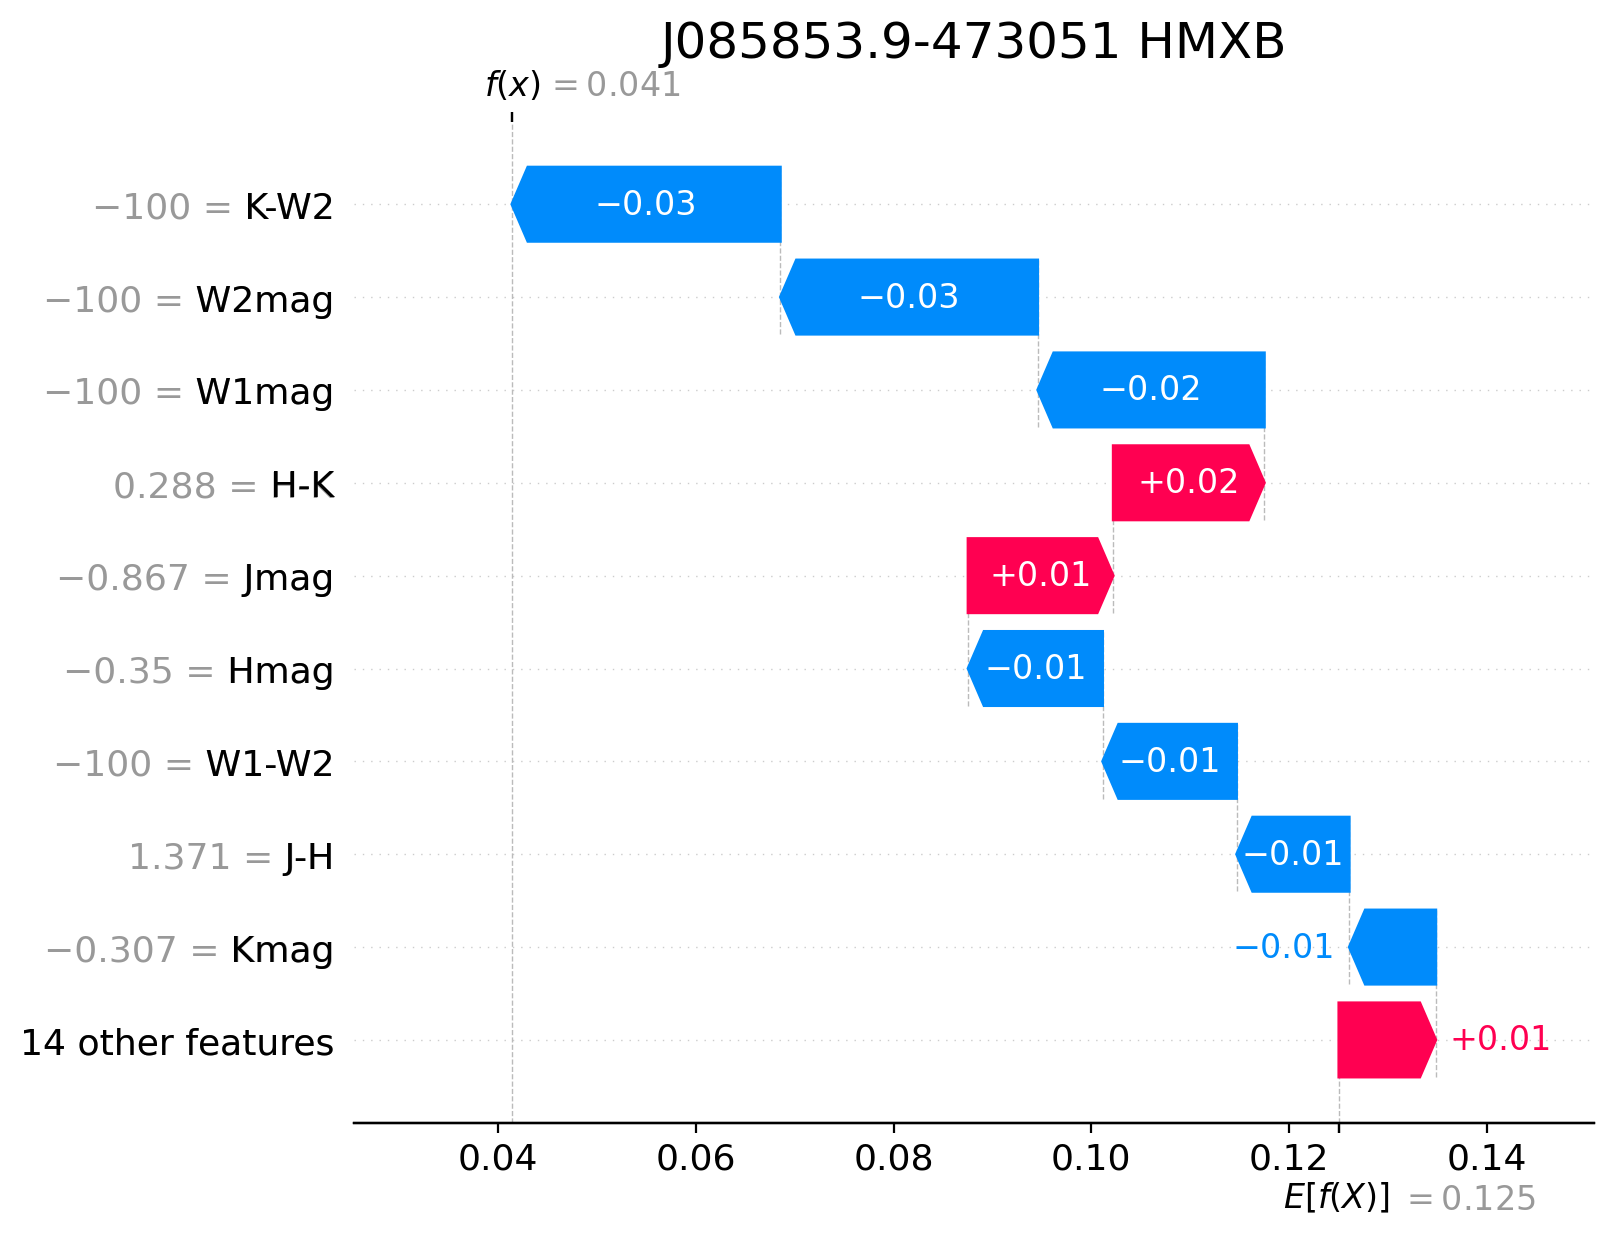 J085853.9-473051 HMXB
f(x) = 0.041
−100 = K-W2
−0.03
−100 = W2mag
−0.03
−100 = W1mag
−0.02
0.288 = H-K
+0.02
−0.867 = Jmag
+0.01
−0.35 = Hmag
−0.01
−100 = W1-W2
−0.01
1.371 = J-H
−0.01
−0.307 = Kmag
−0.01
14 other features
+0.01
0.04 0.06 0.08 0.10 0.12 0.14
E[f(X)] = 0.125